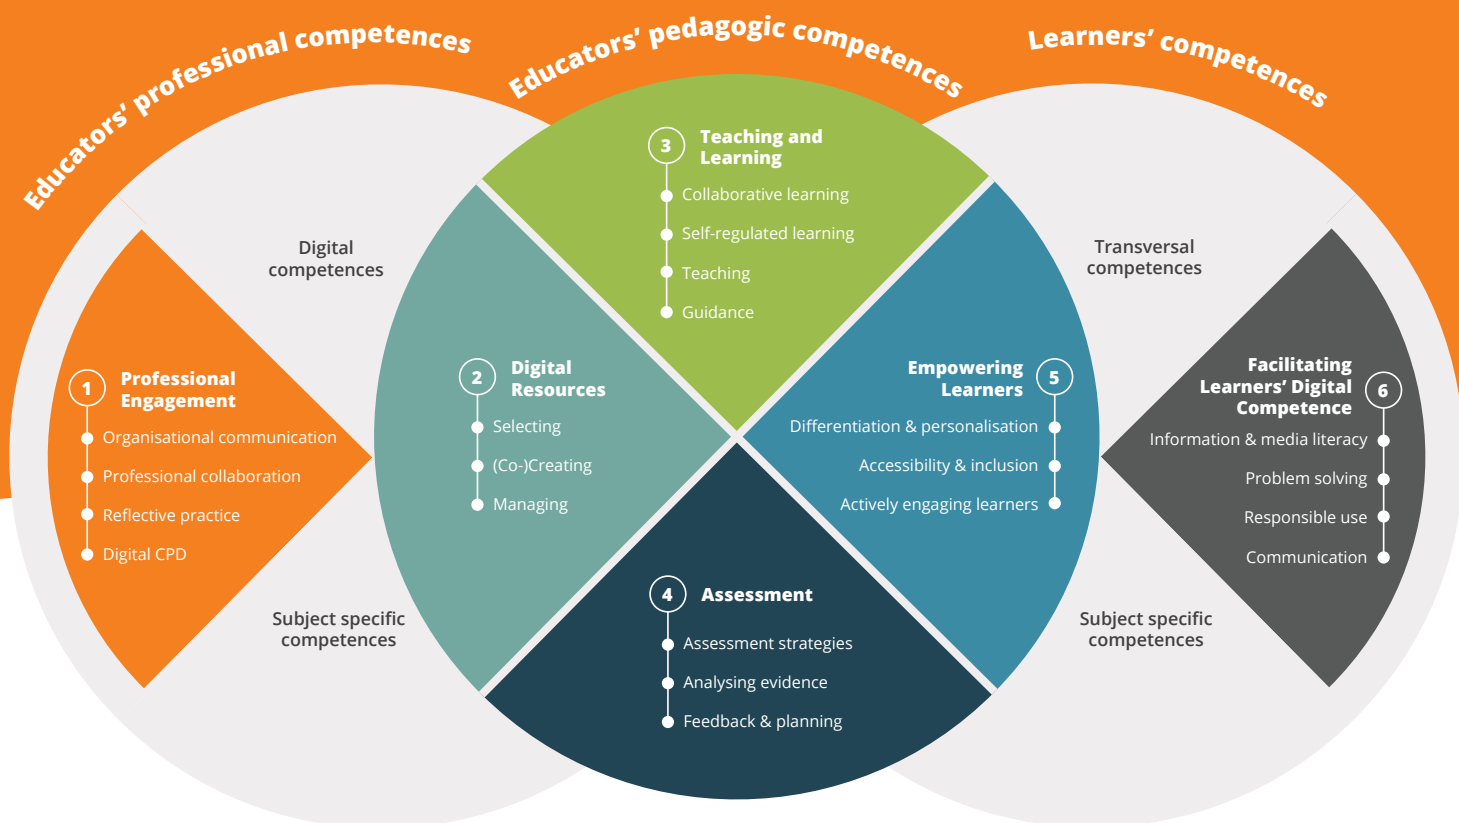 Educators’ professional competences
Educators’ pedagogic competences
Learners’ competences
Digital
competences
Transversal
competences
Subject specific
competences
Subject specific
competences
1
Professional
Engagement
Organisational communication
Professional collaboration
Reflective practice
Digital CPD
2
Digital
Resources
Selecting
(Co-)Creating
Managing
3
Teaching and
Learning
Collaborative learning
Self-regulated learning
Teaching
Guidance
4
Assessment
Assessment strategies
Analysing evidence
Feedback & planning
5
Empowering
Learners
Differentiation & personalisation
Accessibility & inclusion
Actively engaging learners
6
Facilitating
Learners’ Digital
Competence
Information & media literacy
Problem solving
Responsible use
Communication